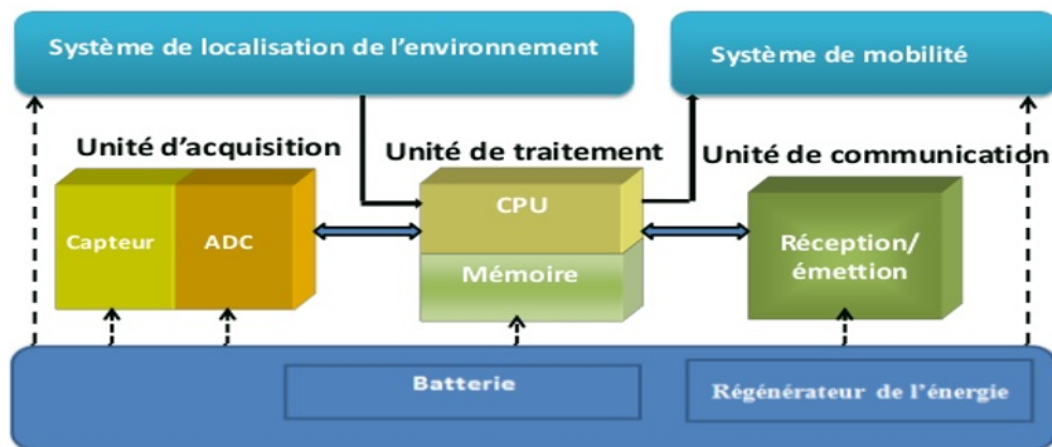 Système de localisation de l’environnement
Système de mobilité
Unité d’acquisition
Unité de traitement
Unité de communication
Capteur
ADC
CPU
Mémoire
Réception/
émettion
Batterie
Régénérateur de l’énergie